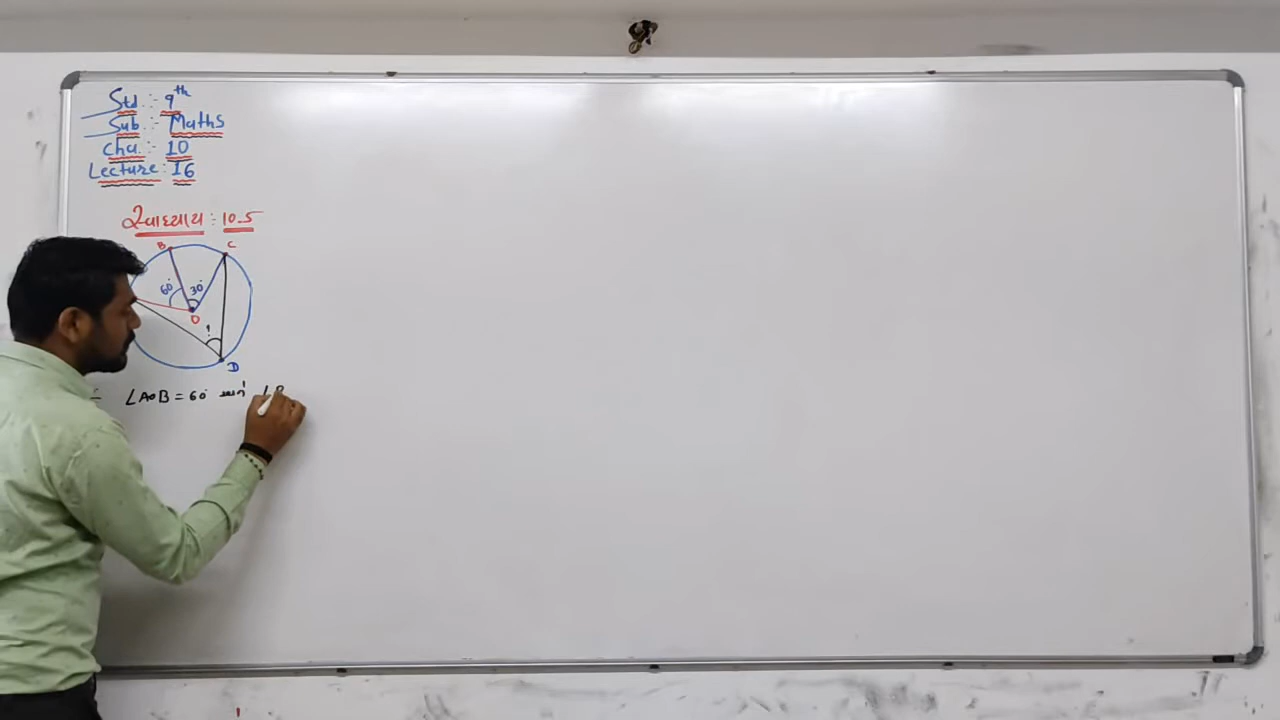 Std :- 9th
Sub :- Maths
Cha. :- 10
Lecture : 16
સ્વાધ્યાય : 10.5
B C
60° 30°
O
?
D
∠AOB = 60° અને ∠B